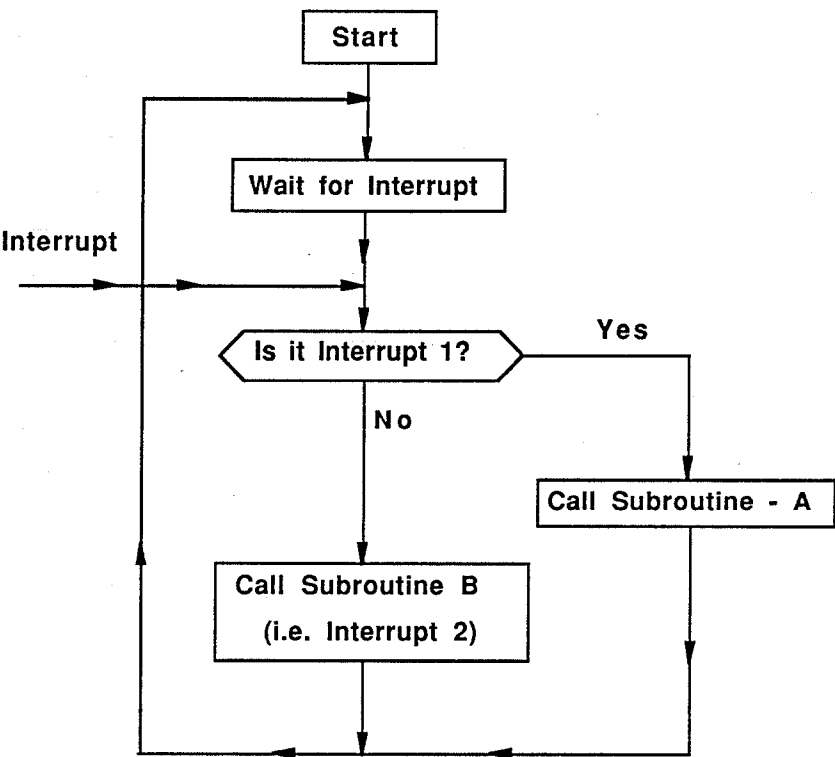 Start
Wait for Interrupt
Interrupt
Is it Interrupt 1?
Yes
No
Call Subroutine - A
Call Subroutine B
(i.e. Interrupt 2)